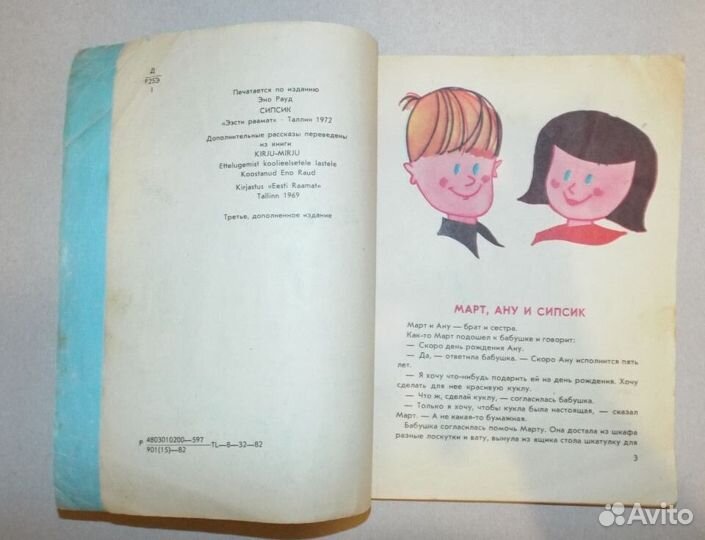 Д
Р259
1
Печатается по изданию
Эно Рауд
СИПСИК
«Ээсти раамат» - Таллин 1972
Дополнительные рассказы переведены
из книги
KIRJU-MIRJU
Ettelugemist koolieelsetele lastele
Koostanud Eno Raud
Kirjastus «Eesti Raamat»
Tallinn 1969
Третье, дополненное издание
Р 4803010200—597
901(15)—82
TL—8—32—82
МАРТ, АНУ И СИПСИК
Март и Ану — брат и сестра.
Как-то Март подошел к бабушке и говорит:
— Скоро день рождения Ану.
— Да, — ответила бабушка. — Скоро Ану исполнится пять
лет.
— Я хочу что-нибудь подарить ей на день рождения. Хочу
сделать для нее красивую куклу.
— Что ж, сделай куклу, — согласилась бабушка.
— Только я хочу, чтобы кукла была настоящая, — сказал
Март. — А не какая-то бумажная.
Бабушка согласилась помочь Марту. Она достала из шкафа
разные лоскутки и вату, вынула из ящика стола шкатулку для
3
Avito